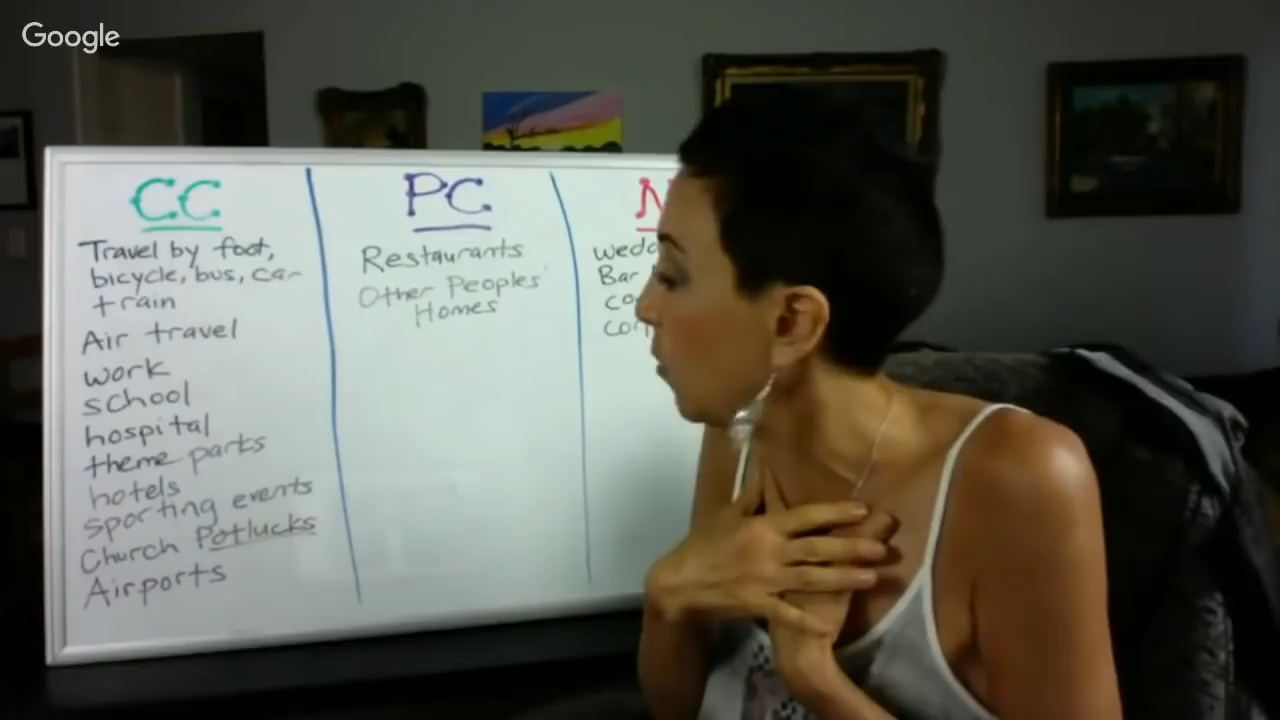 Google
CC
Travel by foot,
bicycle, bus, car
train
Air travel
work
school
hospital
theme parks
hotels
sporting events
Church Potlucks
Airports
PC
Restaurants
Other Peoples'
Homes
N
Bar